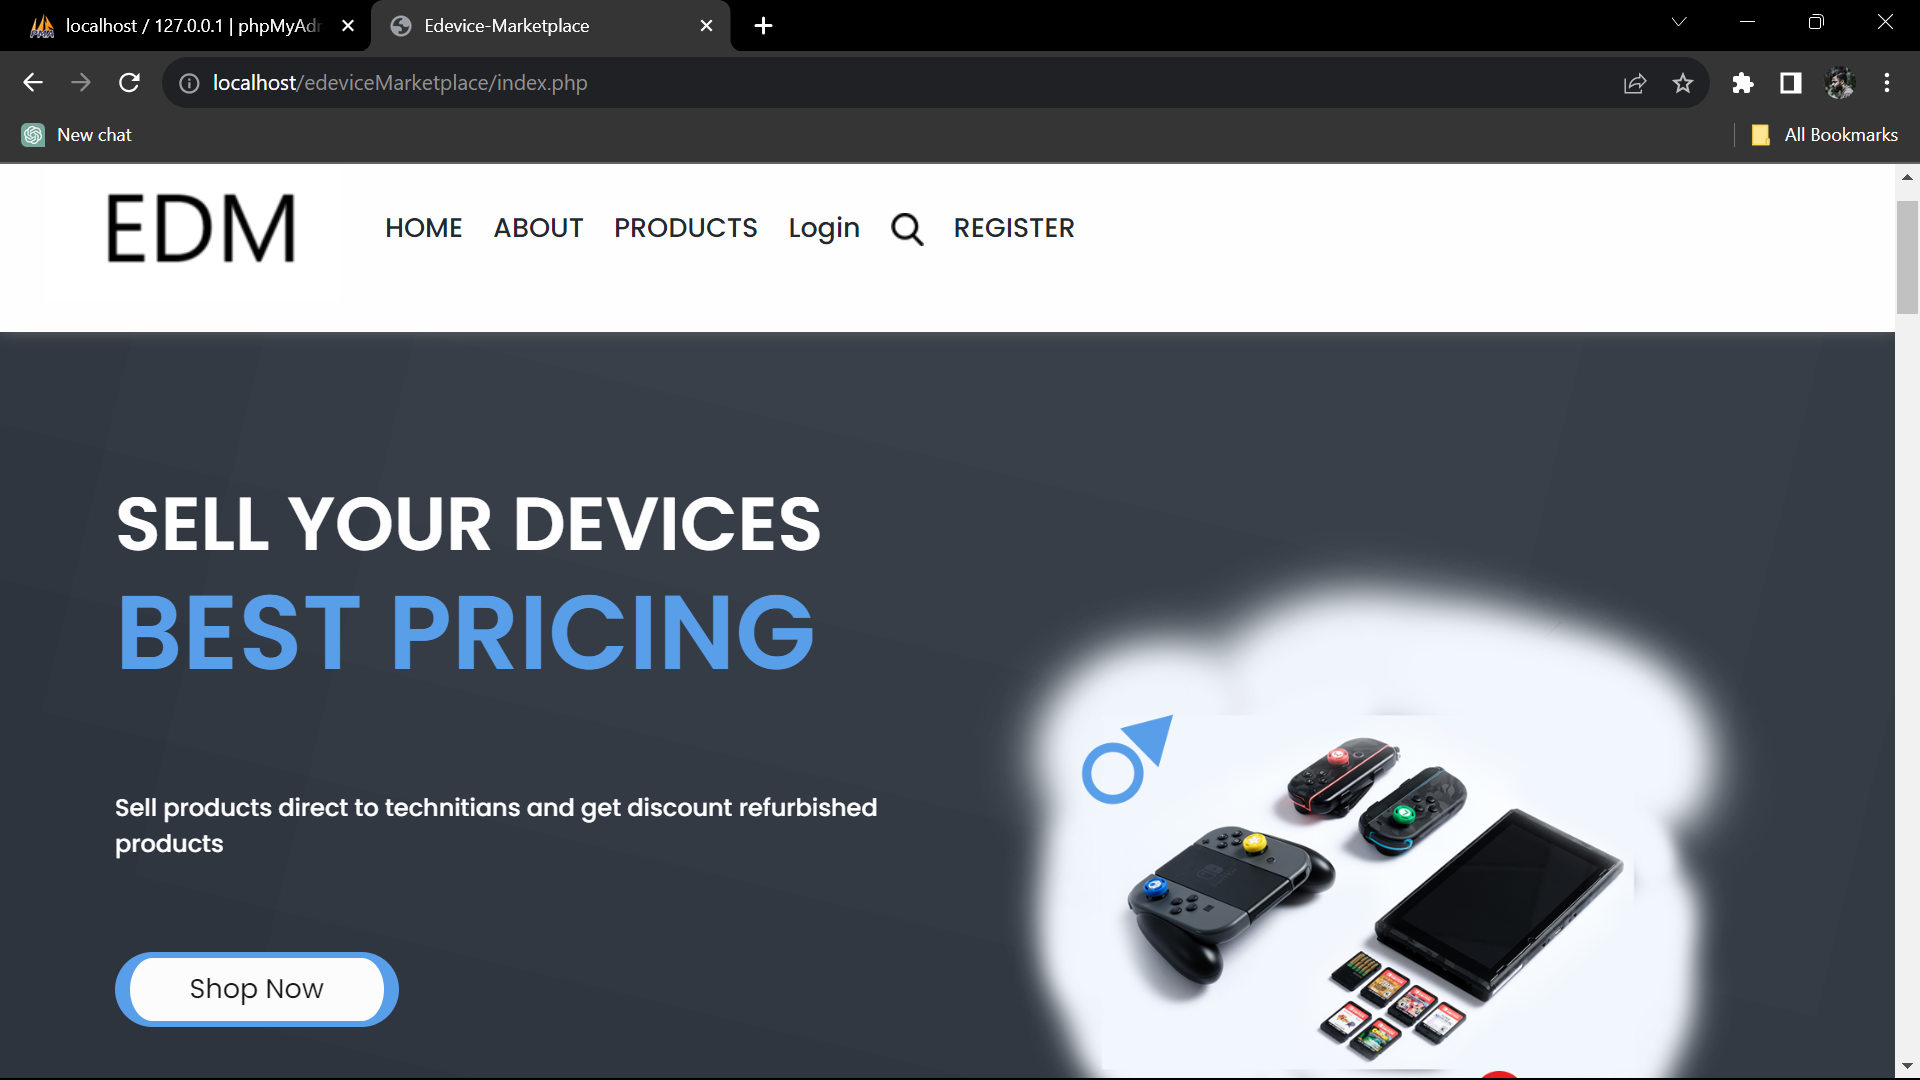 localhost / 127.0.0.1 | phpMyAdr
Edevice-Marketplace
localhost/edeviceMarketplace/index.php
New chat
All Bookmarks
EDM
HOME
ABOUT
PRODUCTS
Login
REGISTER
SELL YOUR DEVICES
BEST PRICING
Sell products direct to technitians and get discount refurbished
products
Shop Now